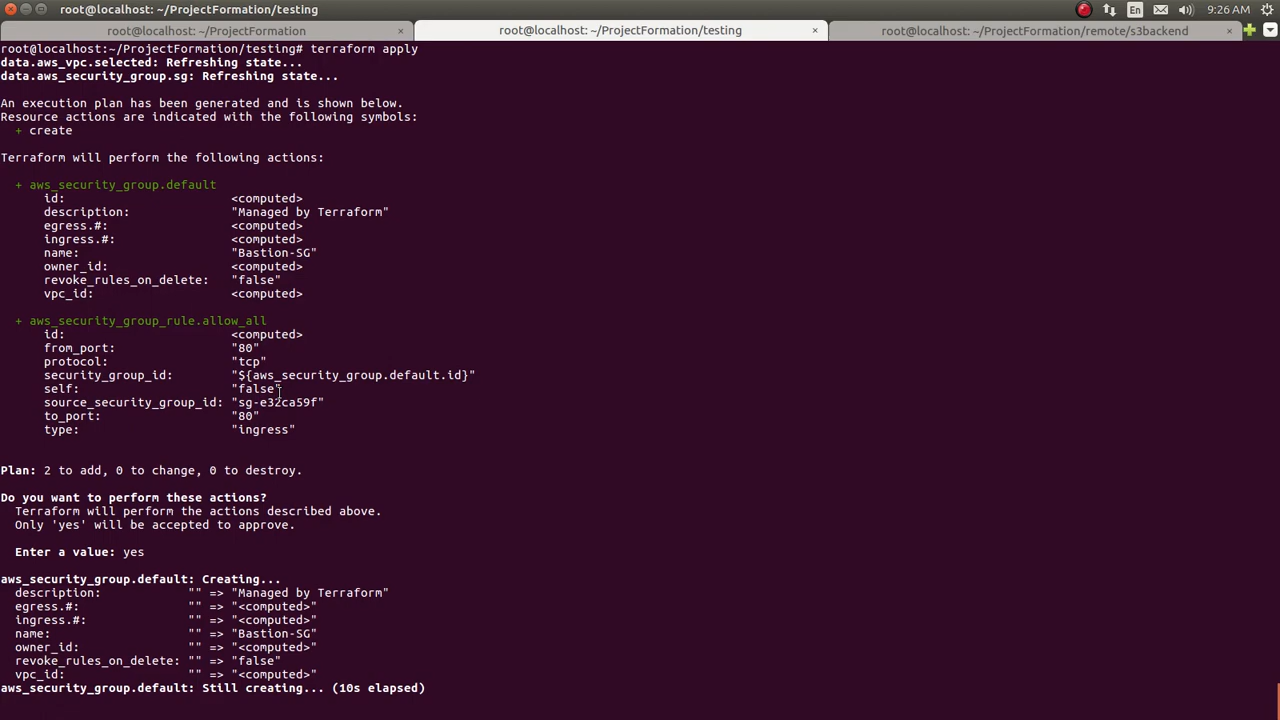 root@localhost: ~/ProjectFormation/testing
En
9:26 AM
root@localhost: ~/ProjectFormation
root@localhost: ~/ProjectFormation/testing
root@localhost: ~/ProjectFormation/remote/s3backend
root@localhost:~/ProjectFormation/testing# terraform apply
data.aws_vpc.selected: Refreshing state...
data.aws_security_group.sg: Refreshing state...
An execution plan has been generated and is shown below.
Resource actions are indicated with the following symbols:
+ create
Terraform will perform the following actions:
+ aws_security_group.default
id: <computed>
description: "Managed by Terraform"
egress.#: <computed>
ingress.#: <computed>
name: "Bastion-SG"
owner_id: <computed>
revoke_rules_on_delete: "false"
vpc_id: <computed>
+ aws_security_group_rule.allow_all
id: <computed>
from_port: "80"
protocol: "tcp"
security_group_id: "${aws_security_group.default.id}"
self: "false"
source_security_group_id: "sg-e32ca59f"
to_port: "80"
type: "ingress"
Plan: 2 to add, 0 to change, 0 to destroy.
Do you want to perform these actions?
Terraform will perform the actions described above.
Only 'yes' will be accepted to approve.
Enter a value: yes
aws_security_group.default: Creating...
description: "" => "Managed by Terraform"
egress.#: "" => "<computed>"
ingress.#: "" => "<computed>"
name: "" => "Bastion-SG"
owner_id: "" => "<computed>"
revoke_rules_on_delete: "" => "false"
vpc_id: "" => "<computed>"
aws_security_group.default: Still creating... (10s elapsed)